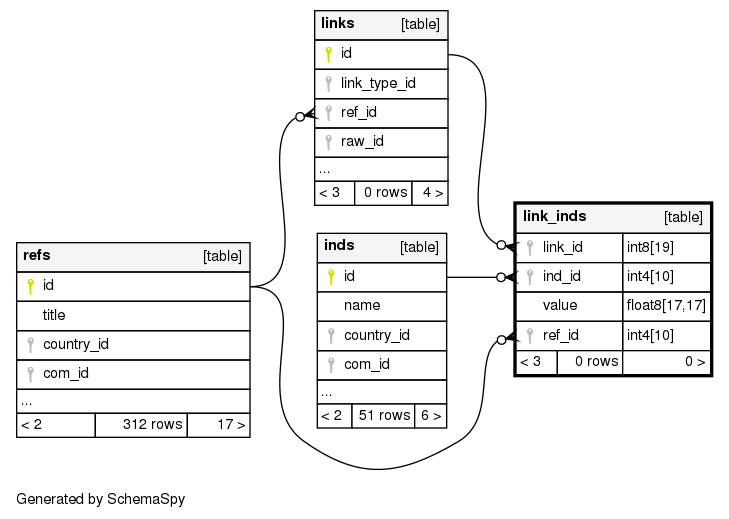 links [table]
id
link_type_id
ref_id
raw_id
...
< 3 0 rows 4 >
refs [table]
id
title
country_id
com_id
...
< 2 312 rows 17 >
inds [table]
id
name
country_id
com_id
...
< 2 51 rows 6 >
link_inds [table]
link_id int8[19]
ind_id int4[10]
value float8[17,17]
ref_id int4[10]
< 3 0 rows 0 >
Generated by SchemaSpy